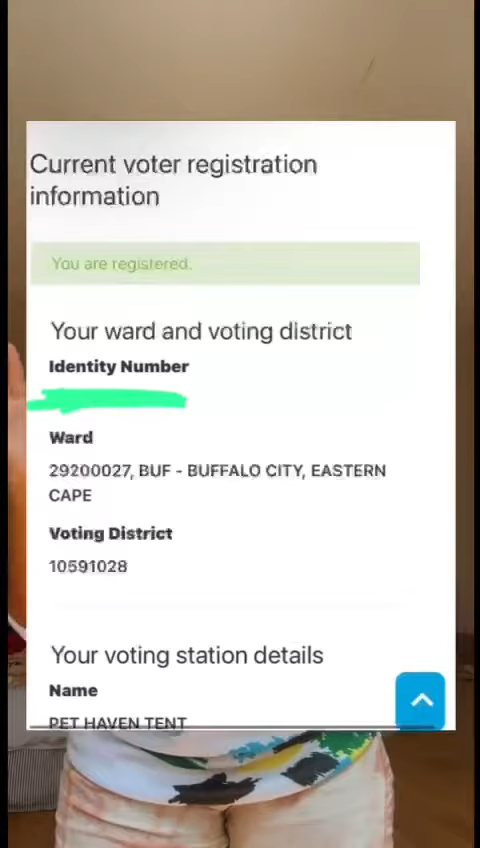 Current voter registration
information
You are registered.
Your ward and voting district
Identity Number
Ward
29200027, BUF - BUFFALO CITY, EASTERN
CAPE
Voting District
10591028
Your voting station details
Name
PET HAVEN TENT